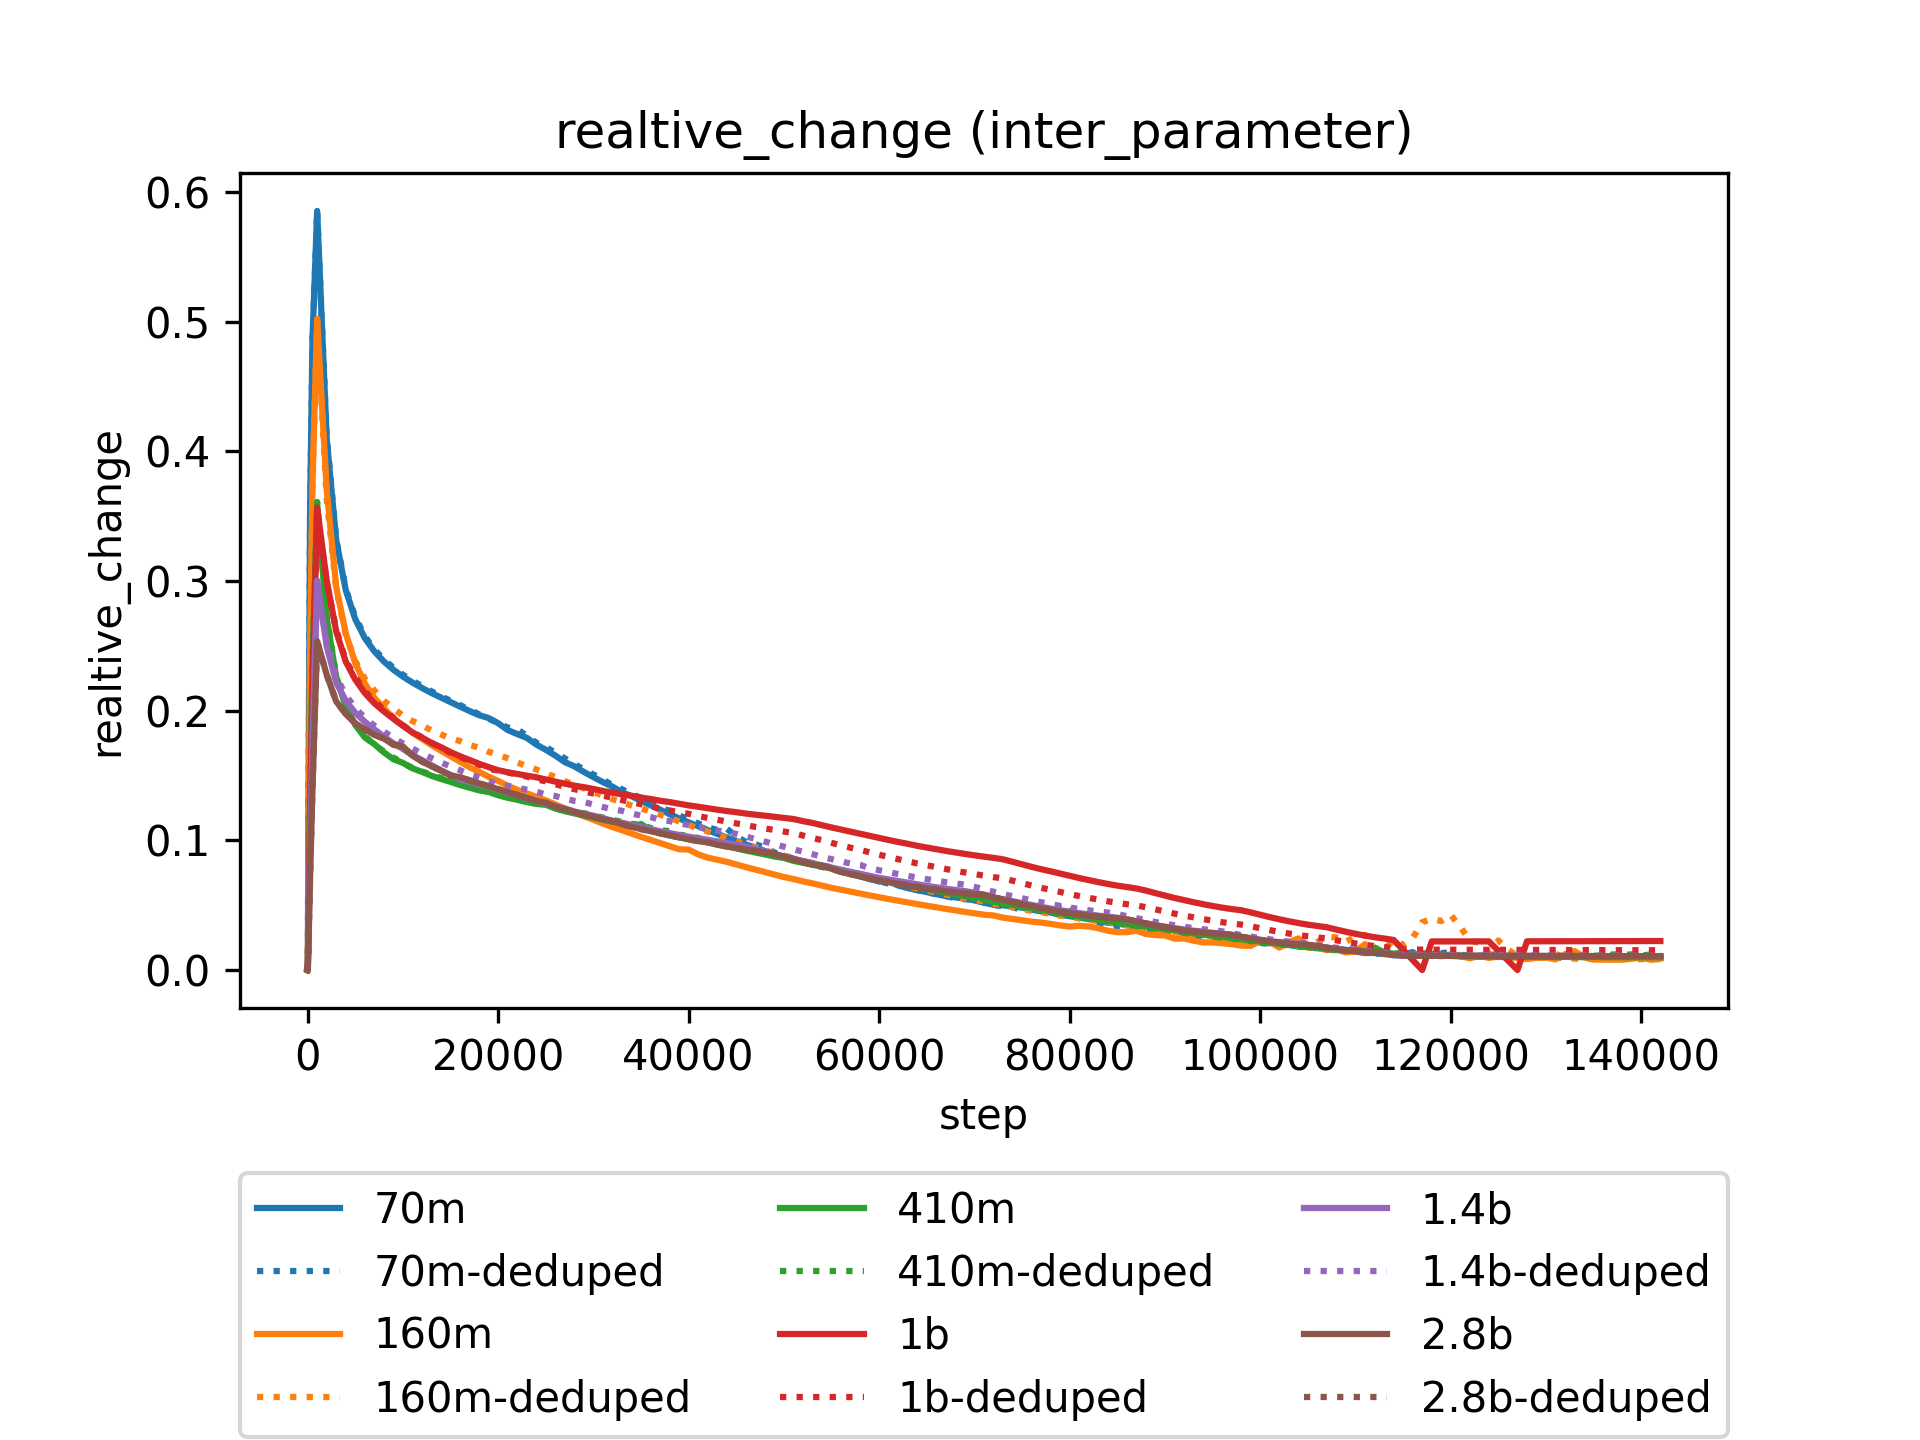 realtive_change (inter_parameter)
realtive_change
0.6
0.5
0.4
0.3
0.2
0.1
0.0
0 20000 40000 60000 80000 100000 120000 140000
step
70m 410m 1.4b
70m-deduped 410m-deduped 1.4b-deduped
160m 1b 2.8b
160m-deduped 1b-deduped 2.8b-deduped